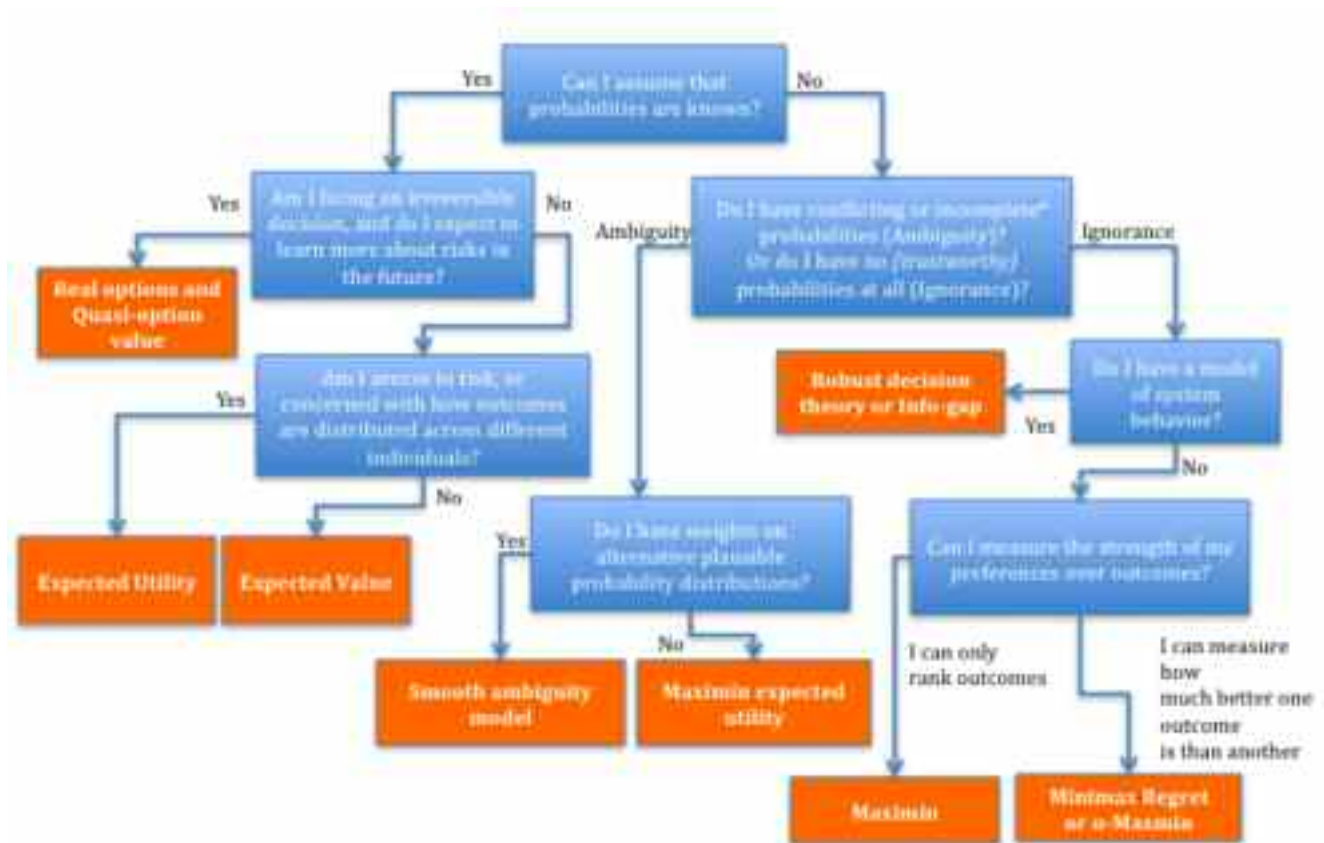 Yes
Can I assume that
probabilities are known?
No
Yes
Am I facing an irreversible
decision, and do I expect to
learn more about risks in
the future?
No
Ambiguity
Do I have conflicting or incomplete*
probabilities (Ambiguity)?
Or do I have no (trustworthy)
probabilities at all (Ignorance)?
Ignorance
Real options and
Quasi-option
value
Yes
Am I averse to risk, or
concerned with how outcomes
are distributed across different
individuals?
No
Robust decision
theory or Info-gap
Yes
Do I have a model
of system
behavior?
No
Expected Utility
Expected Value
Yes
Do I have weights on
alternative plausible
probability distributions?
No
Can I measure the strength of my
preferences over outcomes?
Smooth ambiguity
model
Maximin expected
utility
I can only
rank outcomes
I can measure
how
much better one
outcome
is than another
Maximin
Minimax Regret
or α-Maxmin